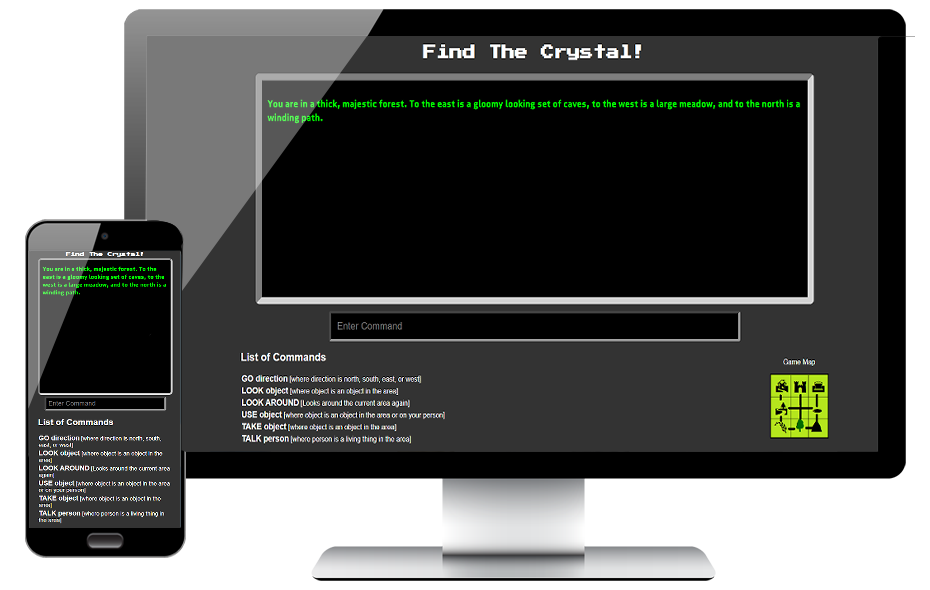 Find The Crystal!
You are in a thick, majestic forest. To the east is a gloomy looking set of caves, to the west is a large meadow, and to the north is a
winding path.
Enter Command
List of Commands
GO direction [where direction is north, south, east, or west]
LOOK object [where object is an object in the area]
LOOK AROUND [Looks around the current area again]
USE object [where object is an object in the area or on your person]
TAKE object [where object is an object in the area]
TALK person [where person is a living thing in the area]
Game Map
Find The Crystal!
You are in a thick, majestic forest. To the
east is a gloomy looking set of caves, to the
west is a large meadow, and to the north is a
winding path.
Enter Command
List of Commands
GO direction [where direction is north, south,
east, or west]
LOOK object [where object is an object in the
area]
LOOK AROUND [Looks around the current area
again]
USE object [where object is an object in the area
or on your person]
TAKE object [where object is an object in the
area]
TALK person [where person is a living thing in
the area]